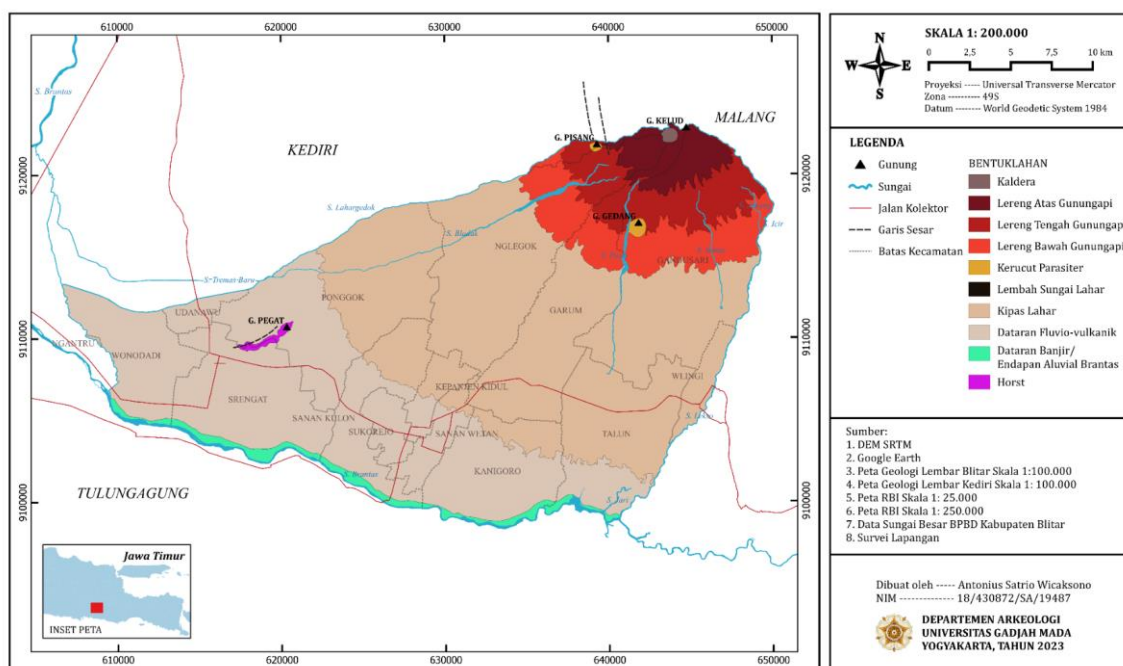 610000
620000
630000
640000
650000
9120000
9110000
9100000
9120000
9110000
9100000
S. Brantas
KEDIRI
MALANG
G. KELUD
G. PISANG
G. GEDANG
S. Lahargedok
S. Bladak
S. Icir
NGLEGOK
GANDUSARI
S. Termas Baru
PONGGOK
GARUM
UDANAWU
G. PEGAT
NGANTRU
WONODADI
WLINGI
KEPANJEN KIDUL
SRENGAT
SANAN KULON
SUKOREJO
SANAN WETAN
TALUN
KANIGORO
S. Brantas
TULUNGAGUNG
Jawa Timur
INSET PETA
610000
620000
630000
640000
650000
N
W
E
S
SKALA 1: 200.000
0 2,5 5 7,5 10 km
Proyeksi ----- Universal Transverse Mercator
Zona ---------- 49S
Datum -------- World Geodetic System 1984
LEGENDA
Gunung
Sungai
Jalan Kolektor
Garis Sesar
Batas Kecamatan
BENTUKLAHAN
Kaldera
Lereng Atas Gunungapi
Lereng Tengah Gunungapi
Lereng Bawah Gunungapi
Kerucut Parasiter
Lembah Sungai Lahar
Kipas Lahar
Dataran Fluvio-vulkanik
Dataran Banjir/
Endapan Aluvial Brantas
Horst
Sumber:
1. DEM SRTM
2. Google Earth
3. Peta Geologi Lembar Blitar Skala 1:100.000
4. Peta Geologi Lembar Kediri Skala 1: 100.000
5. Peta RBI Skala 1: 25.000
6. Peta RBI Skala 1: 250.000
7. Data Sungai Besar BPBD Kabupaten Blitar
8. Survei Lapangan
Dibuat oleh ----- Antonius Satrio Wicaksono
NIM -------------- 18/430872/SA/19487
DEPARTEMEN ARKEOLOGI
UNIVERSITAS GADJAH MADA
YOGYAKARTA, TAHUN 2023